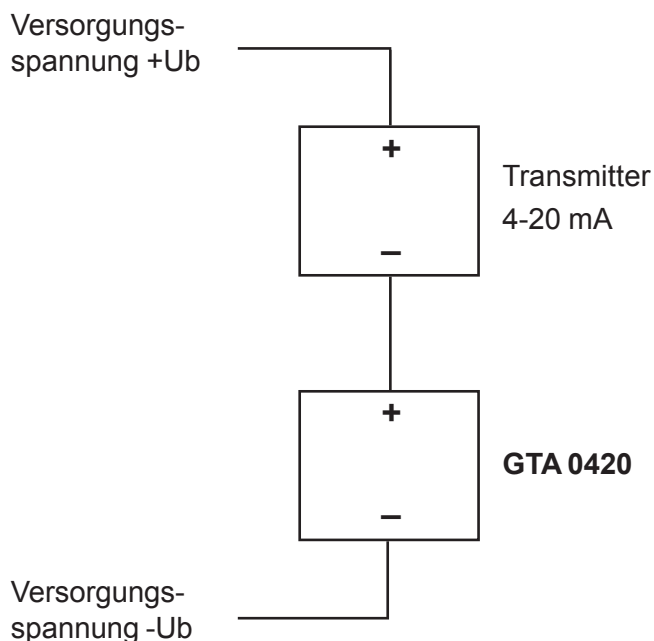 Versorgungs-
spannung +Ub
+
Transmitter
4-20 mA
–
+
GTA 0420
–
Versorgungs-
spannung -Ub